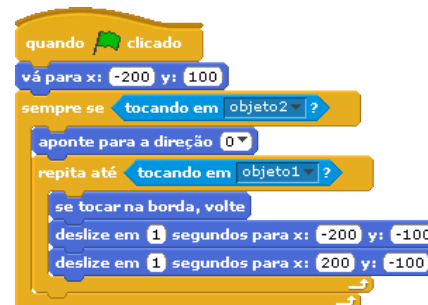 quando clicado
vá para x: -200 y: 100
sempre se tocando em objeto2 ?
aponte para a direção 0
repita até tocando em objeto1 ?
se tocar na borda, volte
deslize em 1 segundos para x: -200 y: -100
deslize em 1 segundos para x: 200 y: -100